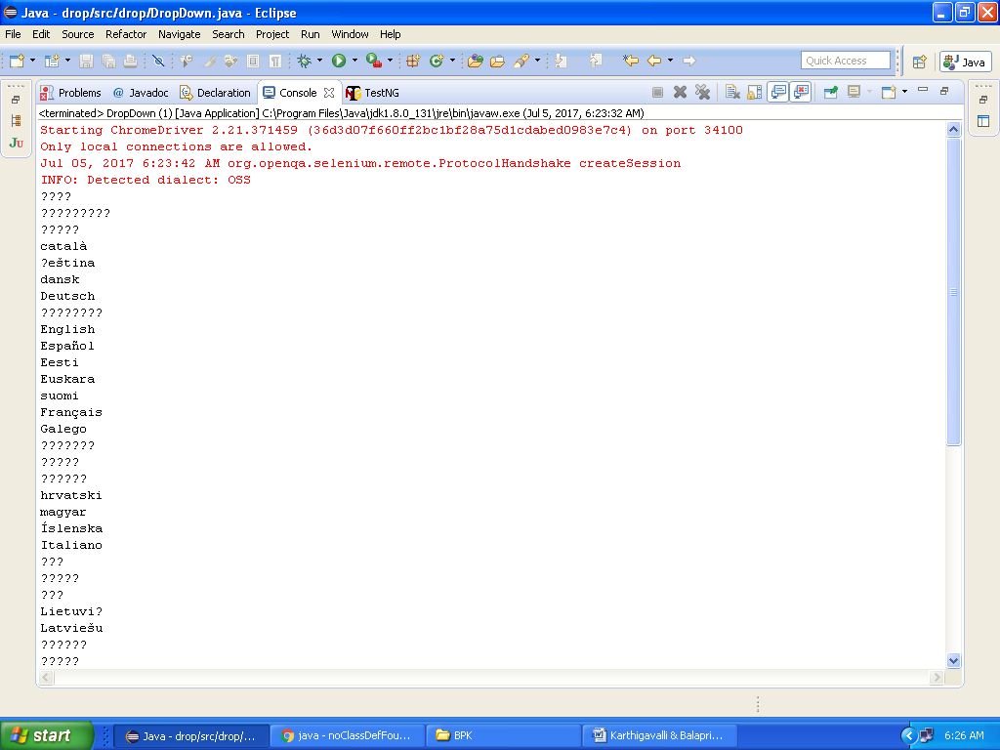 Java - drop/src/drop/DropDown.java - Eclipse
File Edit Source Refactor Navigate Search Project Run Window Help
Quick Access
Java
Problems @ Javadoc Declaration Console TestNG
<terminated> DropDown (1) [Java Application] C:\Program Files\Java\jdk1.8.0_131\jre\bin\javaw.exe (Jul 5, 2017, 6:23:32 AM)
Starting ChromeDriver 2.21.371459 (36d3d07f660ff2bc1bf28a75d1cdabed0983e7c4) on port 34100
Only local connections are allowed.
Jul 05, 2017 6:23:42 AM org.openqa.selenium.remote.ProtocolHandshake createSession
INFO: Detected dialect: OSS
????
?????????
?????
català
?eština
dansk
Deutsch
????????
English
Español
Eesti
Euskara
suomi
Français
Galego
???????
?????
??????
hrvatski
magyar
Íslenska
Italiano
???
?????
???
Lietuvi?
Latviešu
??????
?????
start
Java - drop/src/drop/...
java - noClassDefFou...
BPK
Karthigavalli & Balapri...
6:26 AM